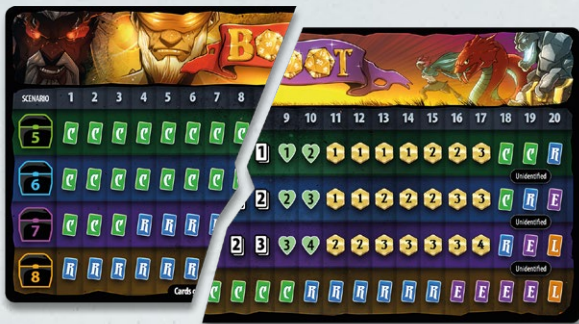 BO OOT
SCENARIO 1 2 3 4 5 6 7 8 9 10 11 12 13 14 15 16 17 18 19 20
5 C C C C C C C C 1 1 2 1 1 1 1 2 2 3 C C R
Unidentified
6 C C C C C C C 2 2 3 1 1 2 2 2 3 3 C R E
Unidentified
7 C C C R R R R 2 3 3 4 2 2 3 3 3 3 4 R E L
Unidentified
8 R R R R R R C C C C R R R R R R E E E E L
Cards